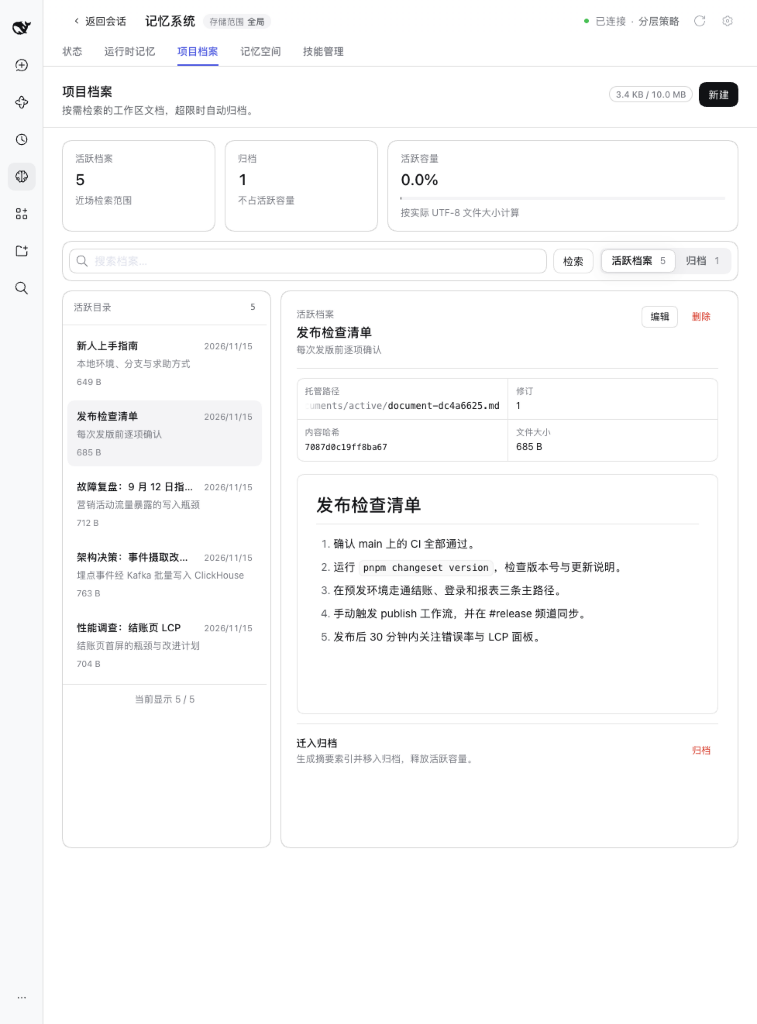 返回会话
记忆系统
存储范围 全局
已连接 · 分层策略
状态
运行时记忆
项目档案
记忆空间
技能管理
项目档案
按需检索的工作区文档，超限时自动归档。
3.4 KB / 10.0 MB
新建
活跃档案
5
近场检索范围
归档
1
不占活跃容量
活跃容量
0.0%
按实际 UTF-8 文件大小计算
搜索档案...
检索
活跃档案 5
归档 1
活跃目录 5
新人上手指南 2026/11/15
本地环境、分支与求助方式
649 B
发布检查清单 2026/11/15
每次发版前逐项确认
685 B
故障复盘：9 月 12 日指... 2026/11/15
营销活动流量暴露的写入瓶颈
712 B
架构决策：事件摄取改... 2026/11/15
埋点事件经 Kafka 批量写入 ClickHouse
763 B
性能调查：结账页 LCP 2026/11/15
结账页首屏的瓶颈与改进计划
704 B
当前显示 5 / 5
活跃档案
发布检查清单
每次发版前逐项确认
编辑
删除
托管路径
uments/active/document-dc4a6625.md
修订
1
内容哈希
7087d0c19ff8ba67
文件大小
685 B
发布检查清单
1. 确认 main 上的 CI 全部通过。
2. 运行 pnpm changeset version，检查版本号与更新说明。
3. 在预发环境走通结账、登录和报表三条主路径。
4. 手动触发 publish 工作流，并在 #release 频道同步。
5. 发布后 30 分钟内关注错误率与 LCP 面板。
迁入归档
生成摘要索引并移入归档，释放活跃容量。
归档